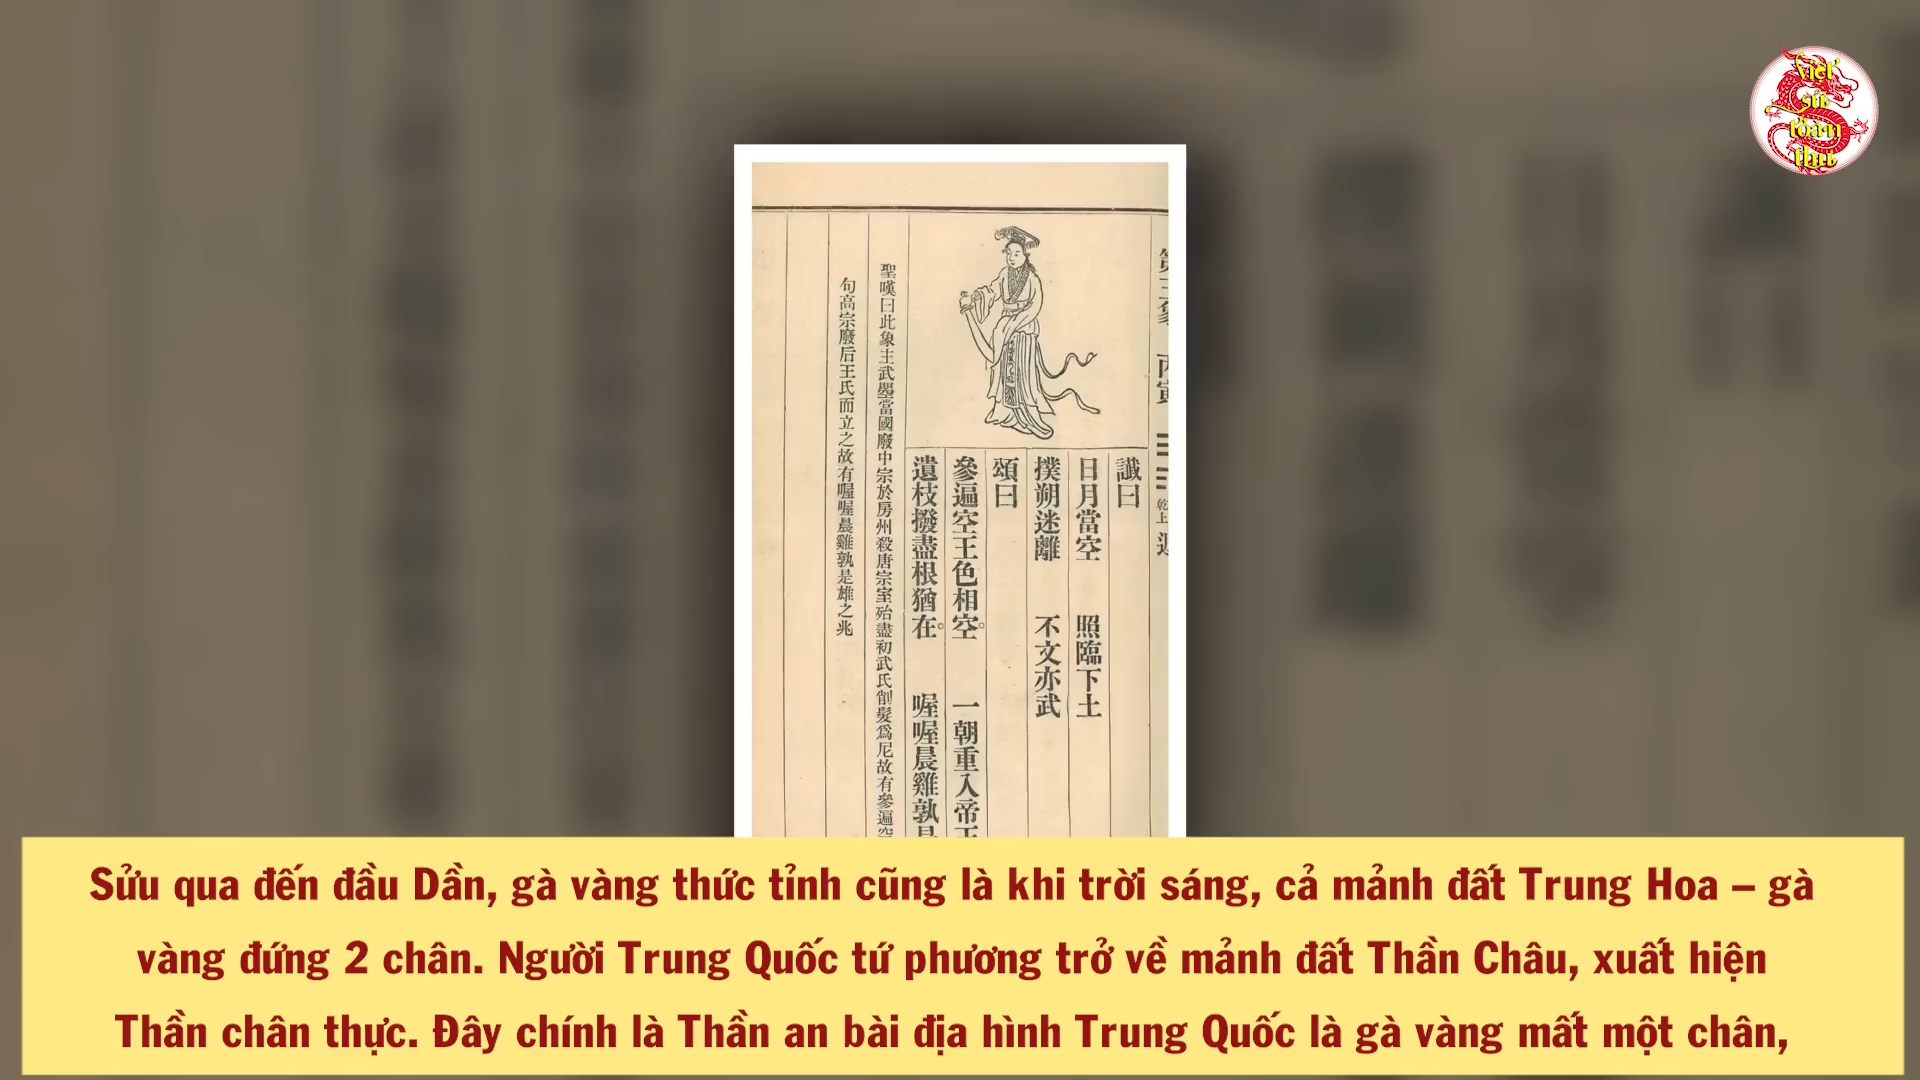 Việt
sử
toàn
thư
第三象 丙寅
乾上
讖曰
日月當空 照臨下土
撲朔迷離 不文亦武
頌曰
參遍空王色相空 一朝重入帝王
遺枝撥盡根猶在 喔喔晨雞孰是
聖嘆曰此象主武曌當國廢中宗於房州殺唐宗室殆盡初武氏削髮爲尼故有參遍空
句高宗廢后王氏而立之故有喔喔晨雞孰是雄之兆
Sửu qua đến đầu Dần, gà vàng thức tỉnh cũng là khi trời sáng, cả mảnh đất Trung Hoa – gà
vàng đứng 2 chân. Người Trung Quốc tứ phương trở về mảnh đất Thần Châu, xuất hiện
Thần chân thực. Đây chính là Thần an bài địa hình Trung Quốc là gà vàng mất một chân,